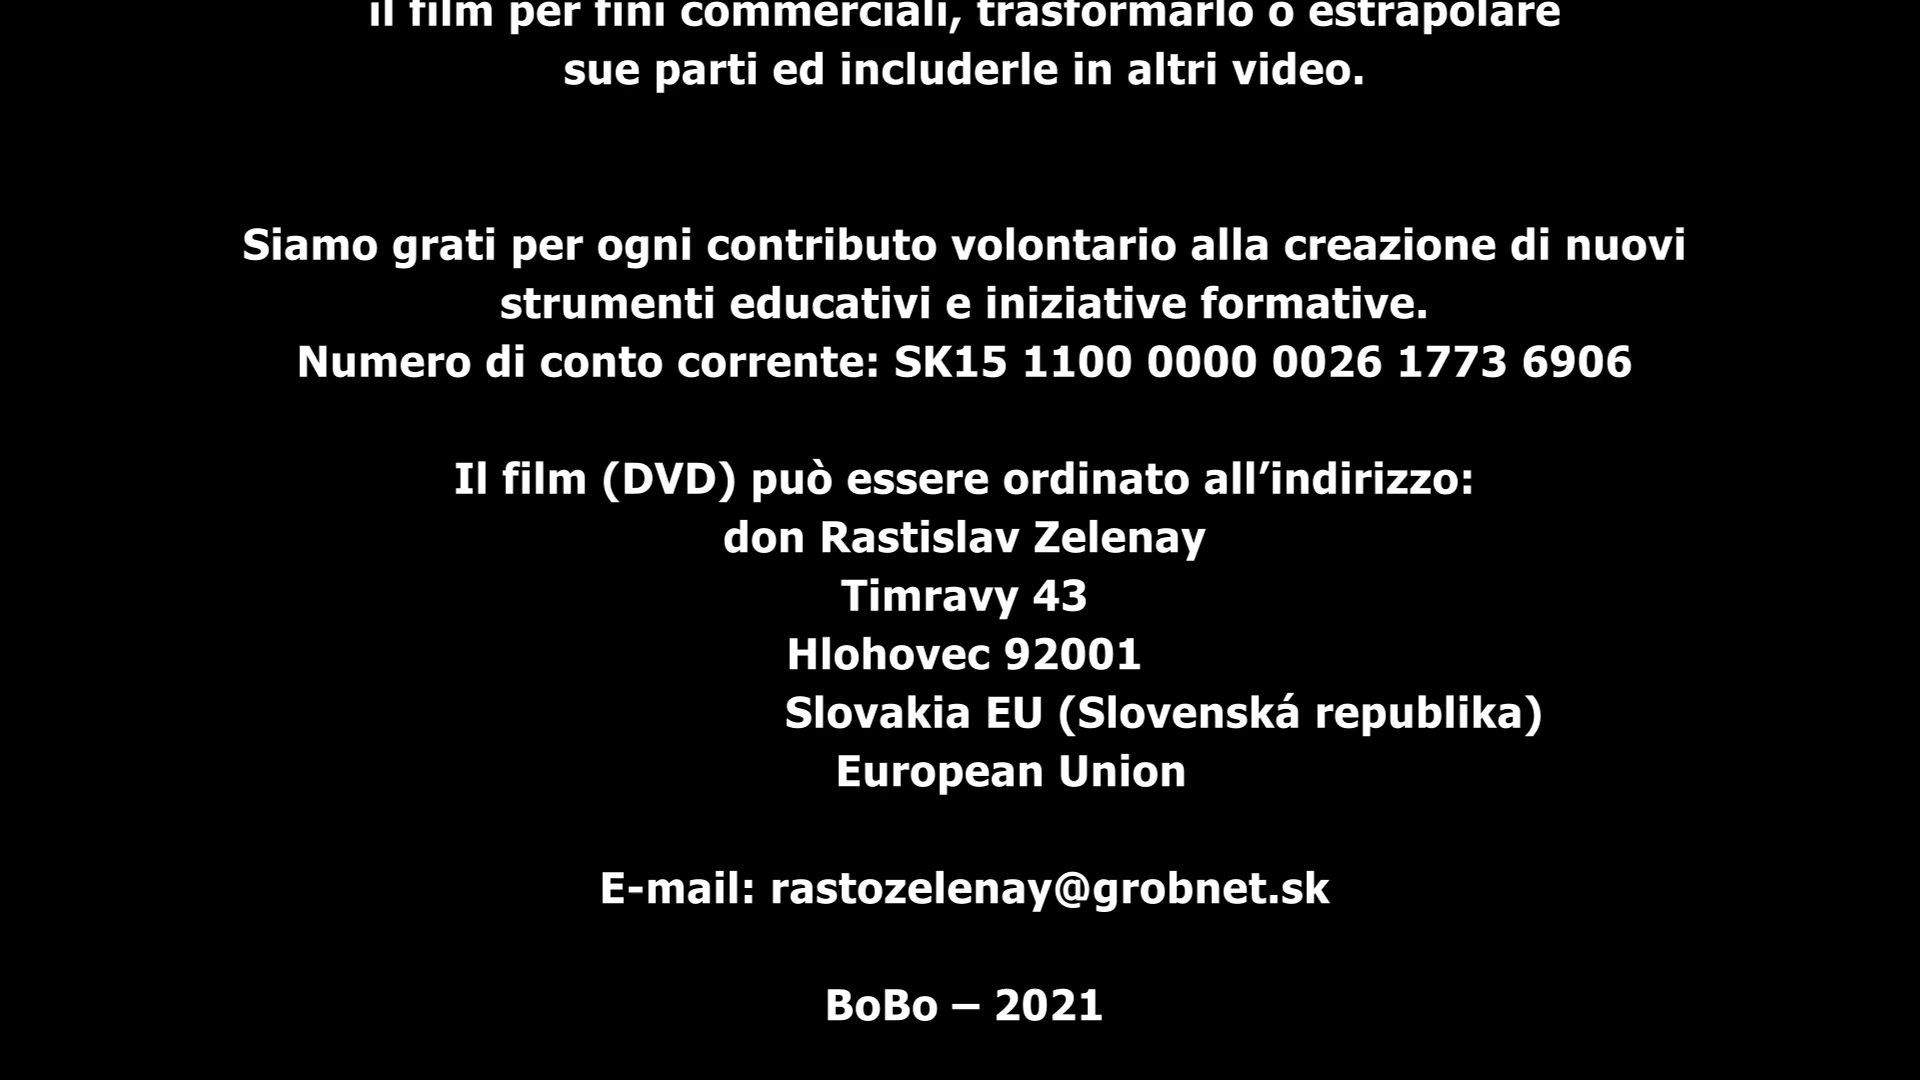 il film per fini commerciali, trasformarlo o estrapolare
sue parti ed includerle in altri video.
Siamo grati per ogni contributo volontario alla creazione di nuovi
strumenti educativi e iniziative formative.
Numero di conto corrente: SK15 1100 0000 0026 1773 6906
Il film (DVD) può essere ordinato all’indirizzo:
don Rastislav Zelenay
Timravy 43
Hlohovec 92001
Slovakia EU (Slovenská republika)
European Union
E-mail: rastozelenay@grobnet.sk
BoBo – 2021